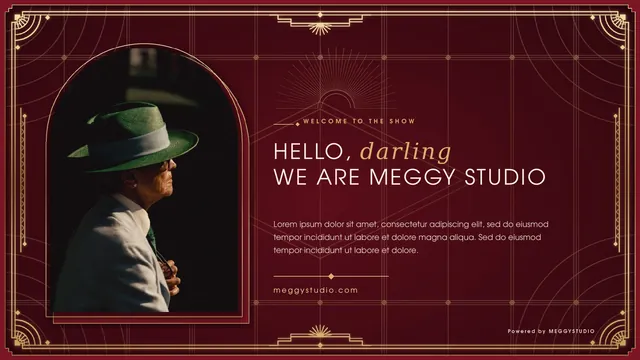 WELCOME TO THE SHOW
HELLO, darling
WE ARE MEGGY STUDIO
Lorem ipsum dolor sit amet, consectetur adipiscing elit, sed do eiusmod
tempor incididunt ut labore et dolore magna aliqua. Sed do eiusmod
tempor incididunt ut labore et dolore.
meggystudio.com
Powered by MEGGYSTUDIO